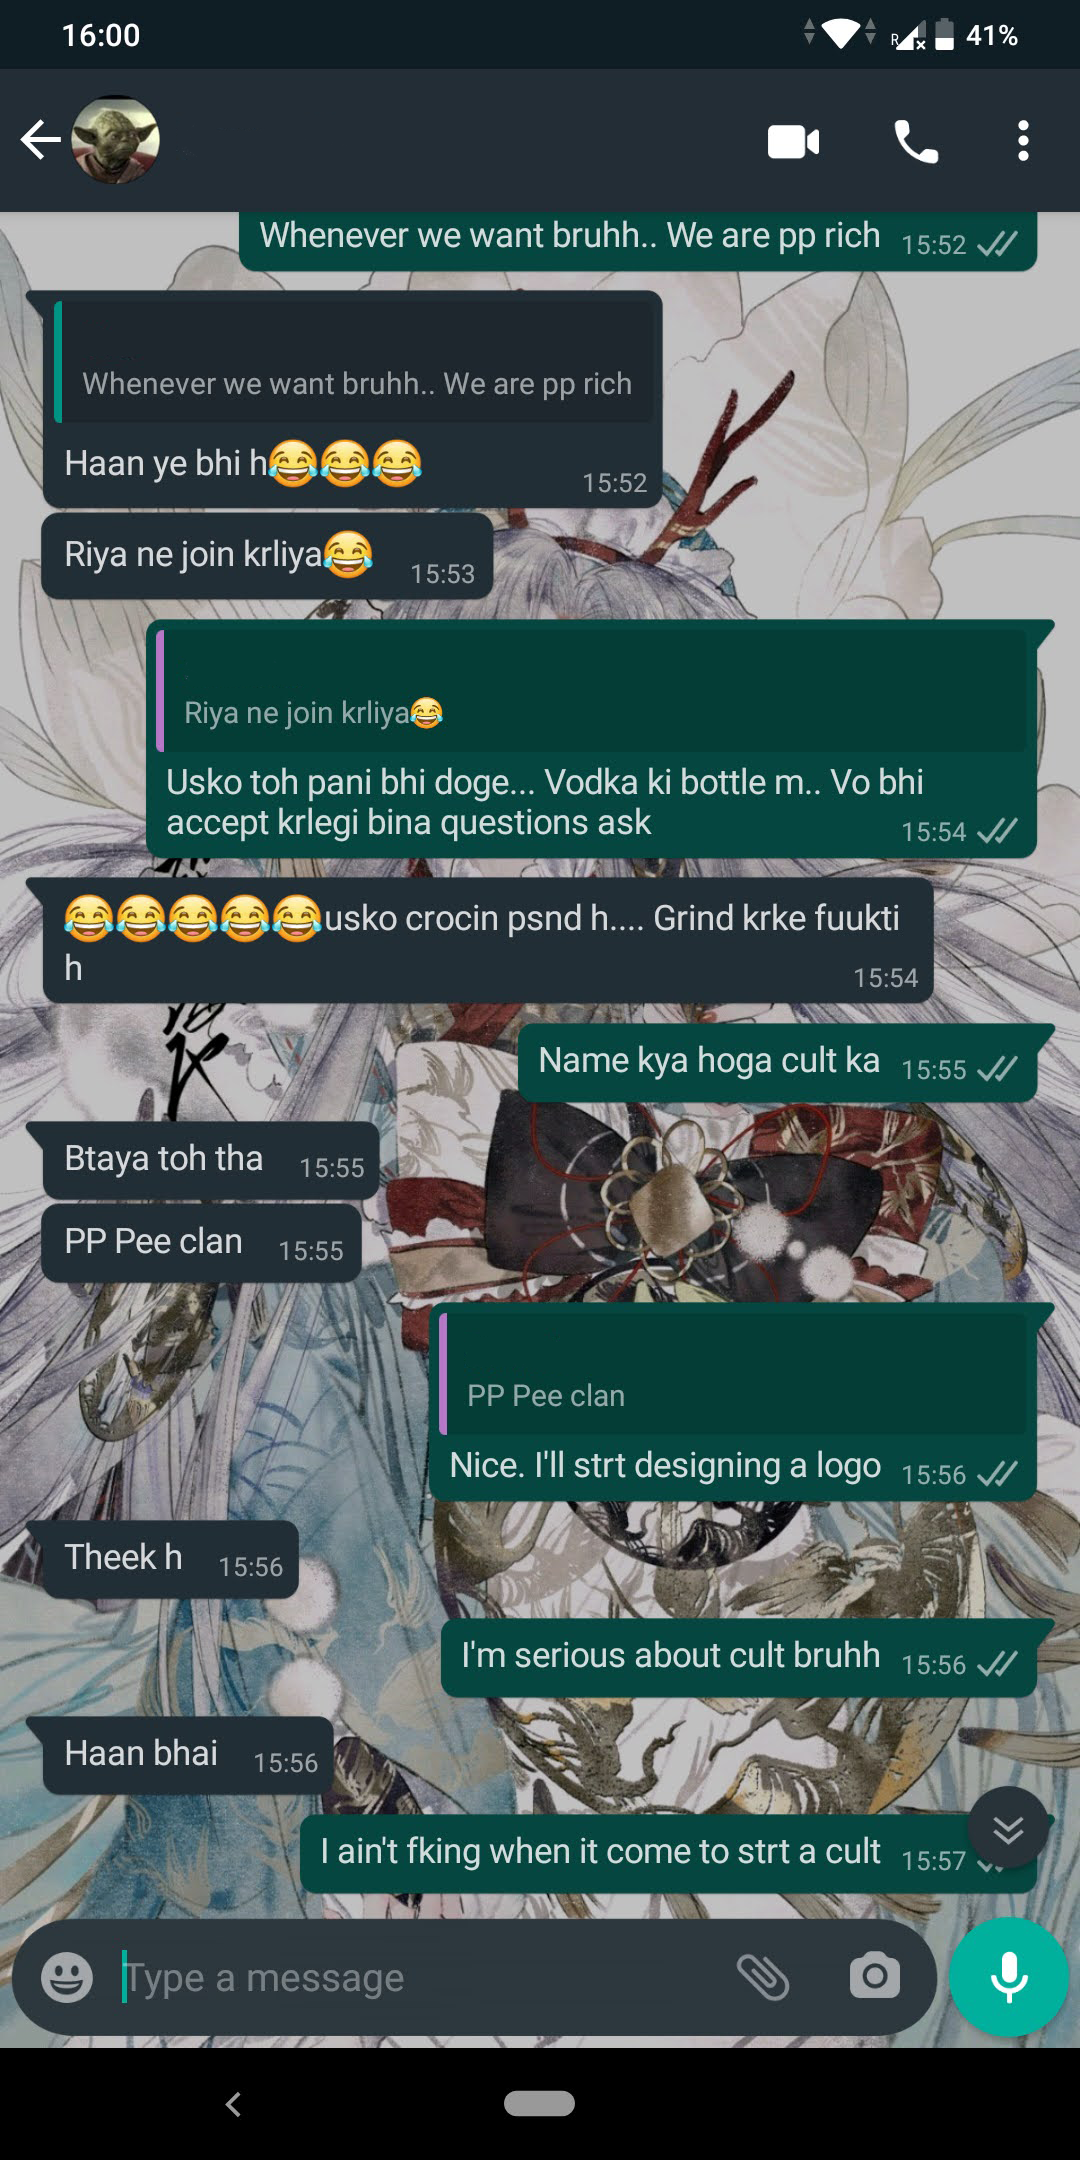 16:00
R 41%
Whenever we want bruhh.. We are pp rich 15:52
Whenever we want bruhh.. We are pp rich
Haan ye bhi h😂😂😂 15:52
Riya ne join krliya😂 15:53
Riya ne join krliya😂
Usko toh pani bhi doge... Vodka ki bottle m.. Vo bhi
accept krlegi bina questions ask 15:54
😂😂😂😂😂usko crocin psnd h.... Grind krke fuukti
h 15:54
Name kya hoga cult ka 15:55
Btaya toh tha 15:55
PP Pee clan 15:55
PP Pee clan
Nice. I'll strt designing a logo 15:56
Theek h 15:56
I'm serious about cult bruhh 15:56
Haan bhai 15:56
I ain't fking when it come to strt a cult 15:57
Type a message